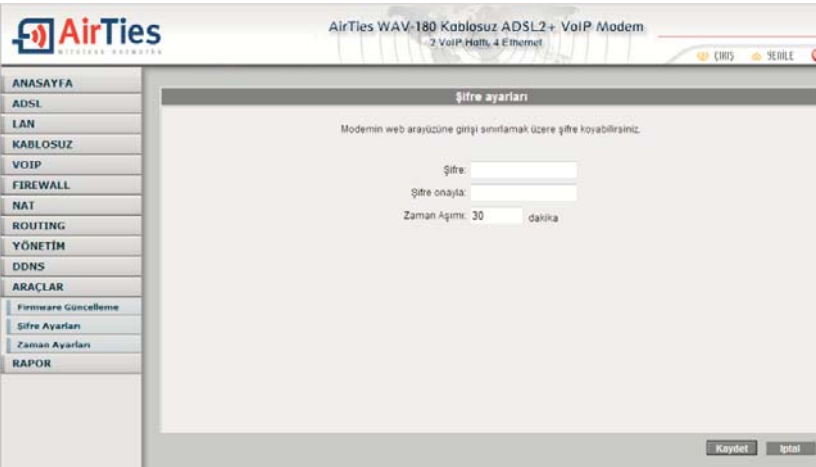 AirTies
wireless networks
AirTies WAV-180 Kablosuz ADSL2+ VoIP Modem
2 VoIP Hattı, 4 Ethernet
ÇIKIŞ
YENİLE
ANASAYFA
ADSL
LAN
KABLOSUZ
VOIP
FIREWALL
NAT
ROUTING
YÖNETİM
DDNS
ARAÇLAR
Firmware Güncelleme
Şifre Ayarları
Zaman Ayarları
RAPOR
Şifre ayarları
Modemin web arayüzüne girişi sınırlamak üzere şifre koyabilirsiniz.
Şifre:
Şifre onayla:
Zaman Aşımı: 30 dakika
Kaydet
İptal